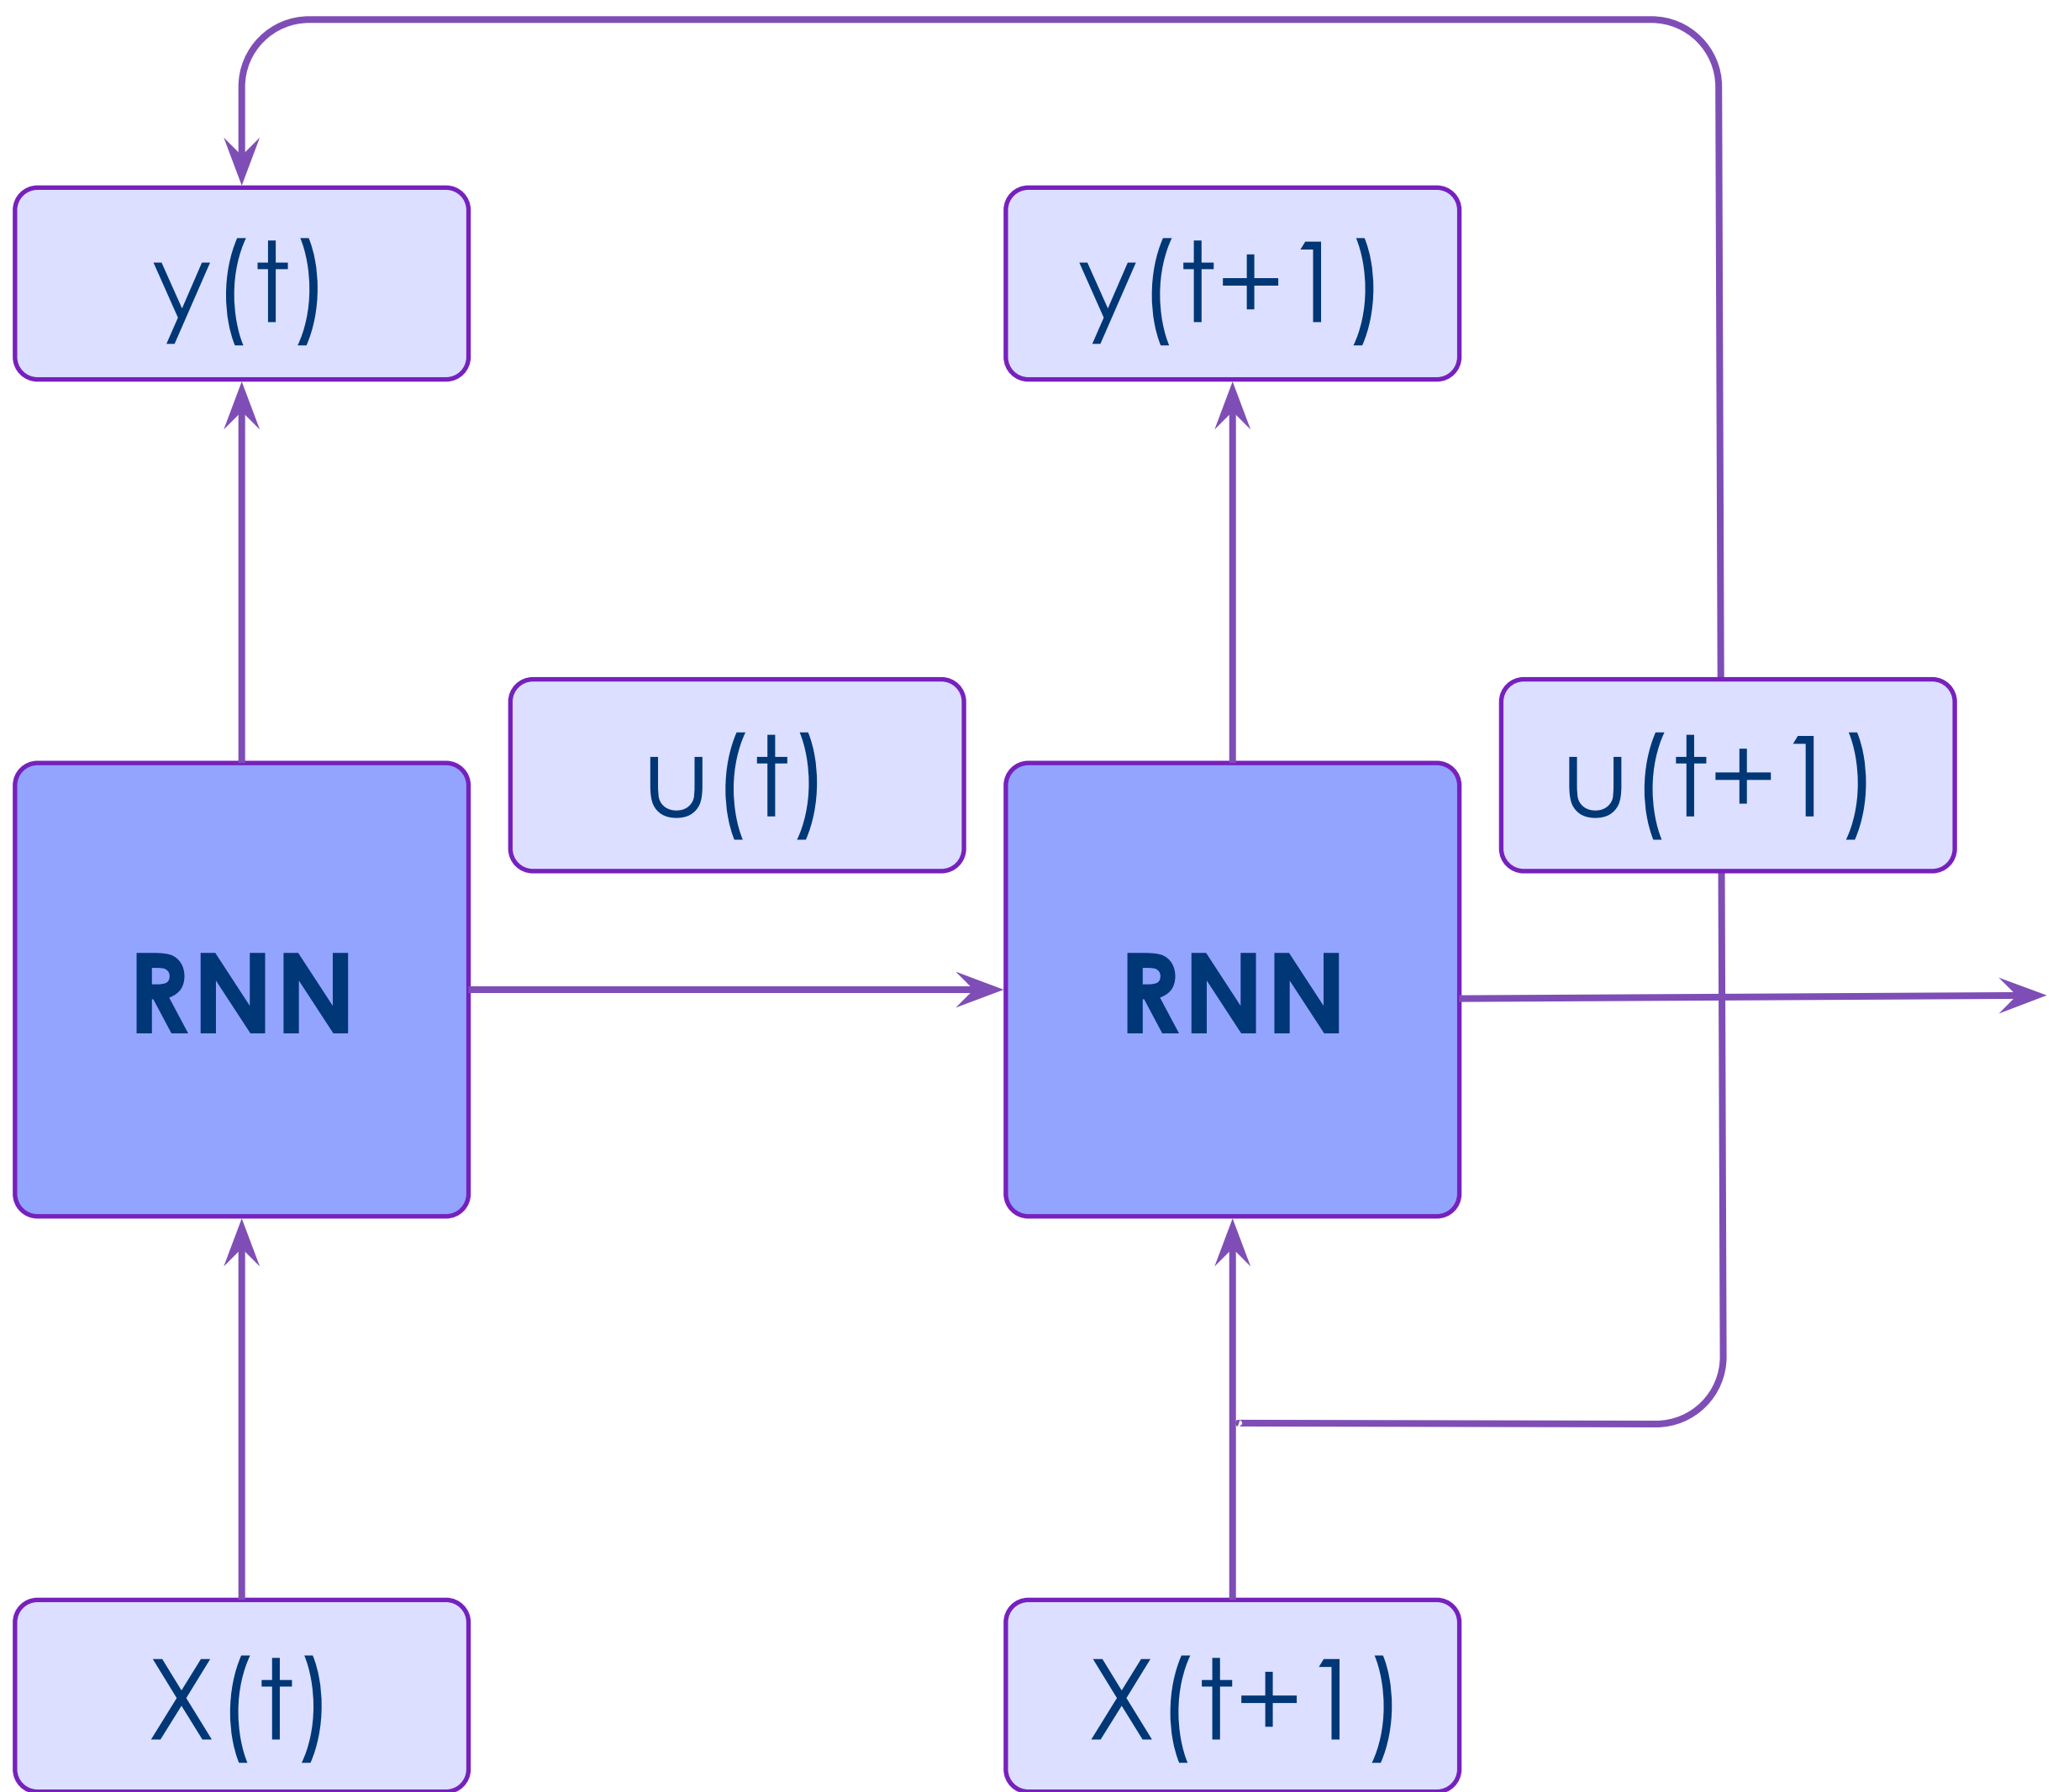 y(t)
y(t+1)
u(t)
u(t+1)
RNN
RNN
X(t)
X(t+1)